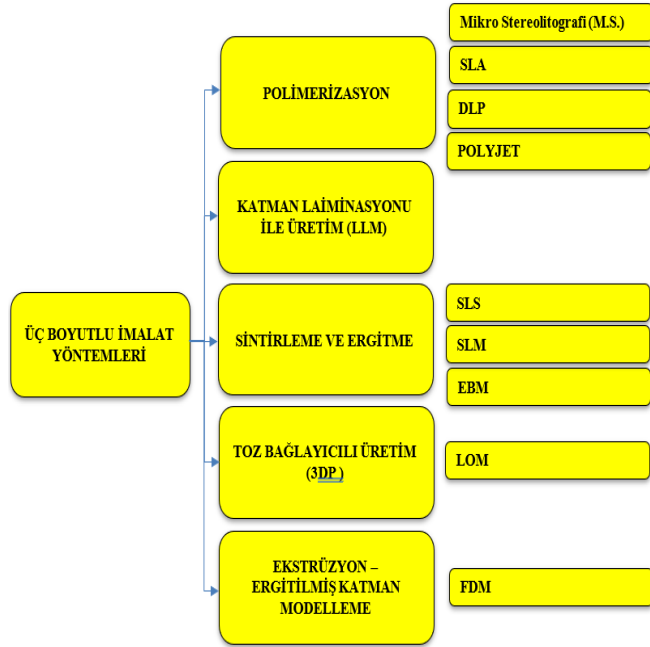 ÜÇ BOYUTLU İMALAT
YÖNTEMLERİ
POLİMERİZASYON
Mikro Stereolitografi (M.S.)
SLA
DLP
POLYJET
KATMAN LAİMİNASYONU
İLE ÜRETİM (LLM)
SİNTİRLEME VE ERGİTME
SLS
SLM
EBM
TOZ BAĞLAYICILI ÜRETİM
(3DP )
LOM
EKSTRÜZYON –
ERGİTİLMİŞ KATMAN
MODELLEME
FDM